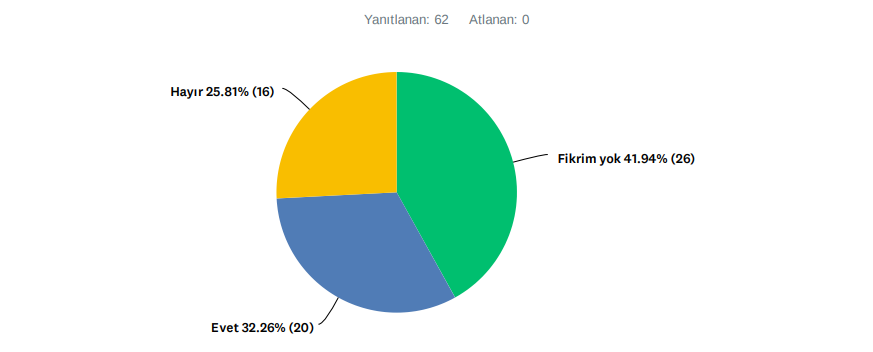 Yanıtlanan: 62 Atlanan: 0
Hayır 25.81% (16)
Fikrim yok 41.94% (26)
Evet 32.26% (20)